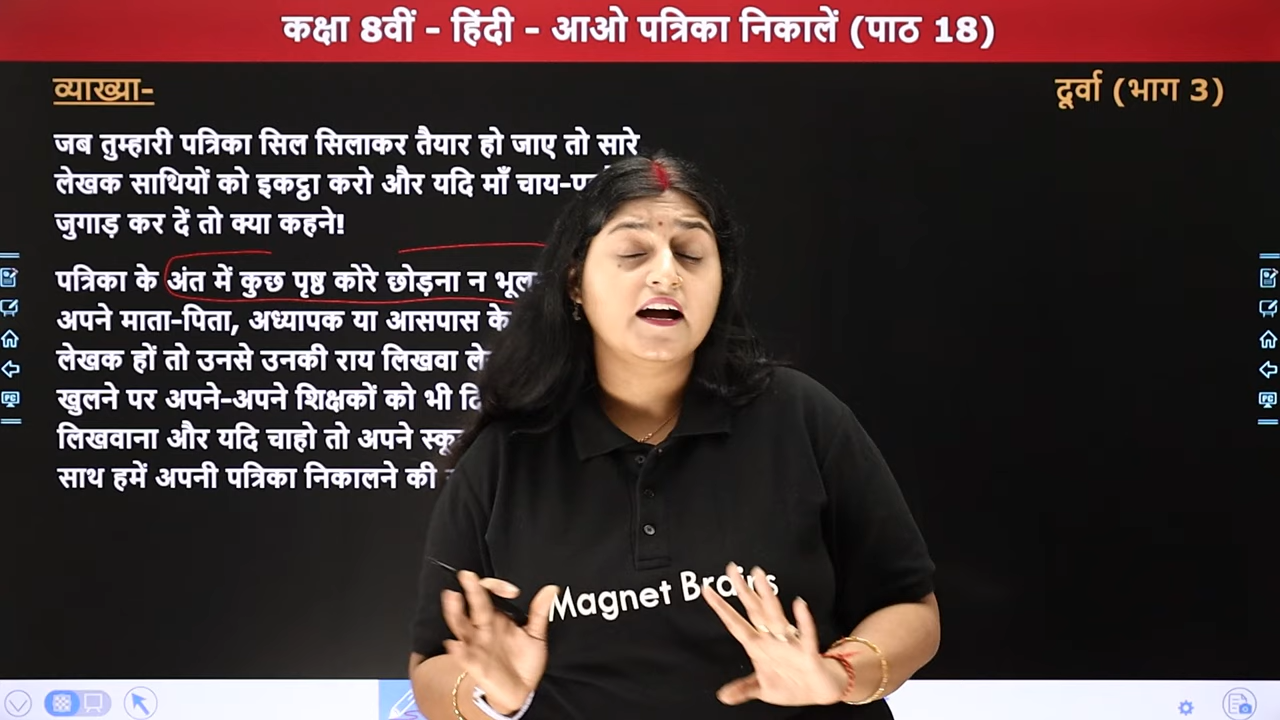 कक्षा 8वीं - हिंदी - आओ पत्रिका निकालें (पाठ 18)
व्याख्या-
दूर्वा (भाग 3)
जब तुम्हारी पत्रिका सिल सिलाकर तैयार हो जाए तो सारे
लेखक साथियों को इकट्ठा करो और यदि माँ
जुगाड़ कर दें तो क्या कहने!
पत्रिका के अंत में कुछ पृष्ठ कोरे छोड़ना न
अपने माता-पिता, अध्यापक या आसपास के
लेखक हों तो उनसे उनकी राय लिखवा
खुलने पर अपने-अपने शिक्षकों को भी
लिखवाना और यदि चाहो तो अपने
साथ हमें अपनी पत्रिका निकालने की
Magnet Brains